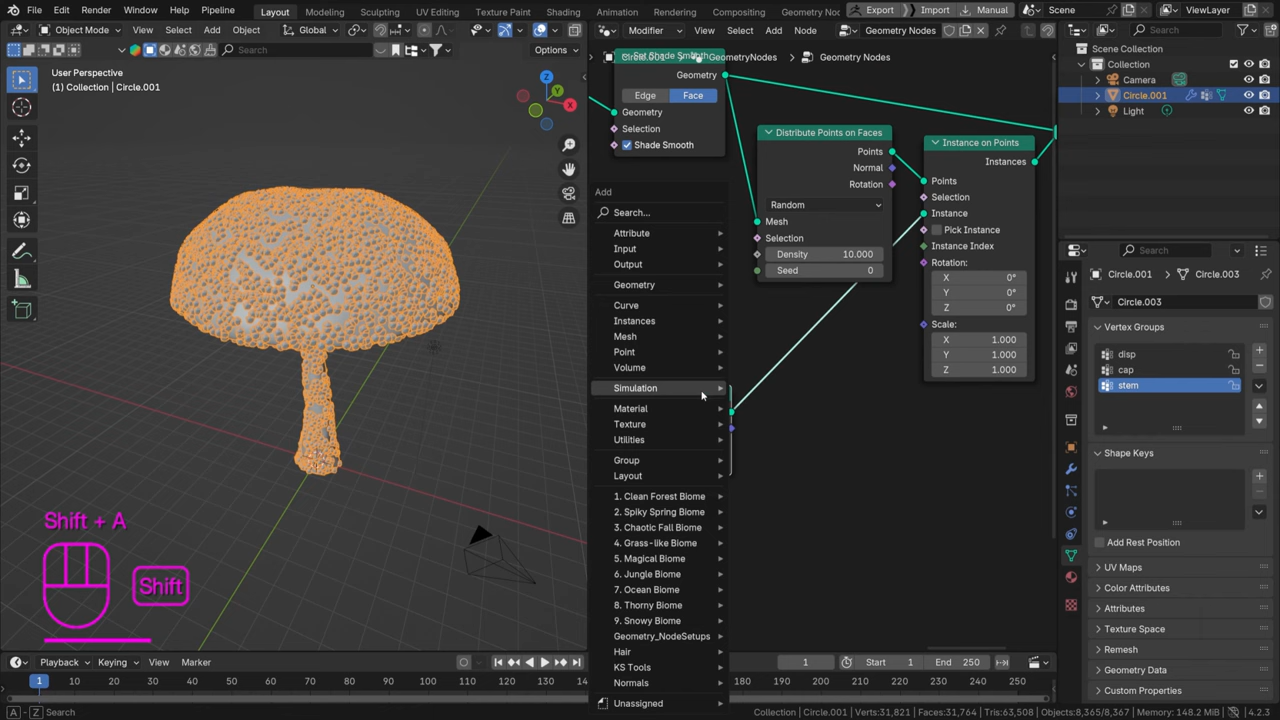 File Edit Render Window Help Pipeline Layout Modeling Sculpting UV Editing Texture Paint Shading Animation Rendering Compositing Geometry Noc Scripting Export Import Manual Scene ViewLayer
Object Mode View Select Add Object Global Modifier View Select Add Node Geometry Nodes
Search Options
User Perspective
(1) Collection | Circle.001
Z
Y
X
Circle.001 GeometryNodes Geometry Nodes
Set Shade Smooth
Geometry
Edge Face
Geometry
Selection
Shade Smooth
Distribute Points on Faces
Points
Normal
Rotation
Random
Mesh
Selection
Density 10.000
Seed 0
Instance on Points
Instances
Points
Selection
Instance
Pick Instance
Instance Index
Rotation:
X 0°
Y 0°
Z 0°
Scale:
X 1.000
Y 1.000
Z 1.000
Add
Search...
Attribute
Input
Output
Geometry
Curve
Instances
Mesh
Point
Volume
Simulation
Material
Texture
Utilities
Group
Layout
1. Clean Forest Biome
2. Spiky Spring Biome
3. Chaotic Fall Biome
4. Grass-like Biome
5. Magical Biome
6. Jungle Biome
7. Ocean Biome
8. Thorny Biome
9. Snowy Biome
Geometry_NodeSetups
Hair
KS Tools
Normals
Unassigned
Shift + A
Shift
Search
Scene Collection
Collection
Camera
Circle.001
Light
Search
Circle.001 Circle.003
Circle.003
Vertex Groups
disp
cap
stem
Shape Keys
Add Rest Position
UV Maps
Color Attributes
Attributes
Texture Space
Remesh
Geometry Data
Custom Properties
Playback Keying View Marker 1 Start 1 End 250
1 10 20 30 40 50 60 70 80 90 100 110 120 130 180 190 200 210 220 230 240 250
A - Z Search Collection | Circle.001 | Verts:31,821 | Faces:31,764 | Tris:63,508 | Objects:8,365/8,367 | Memory: 148.2 MiB | 4.2.3